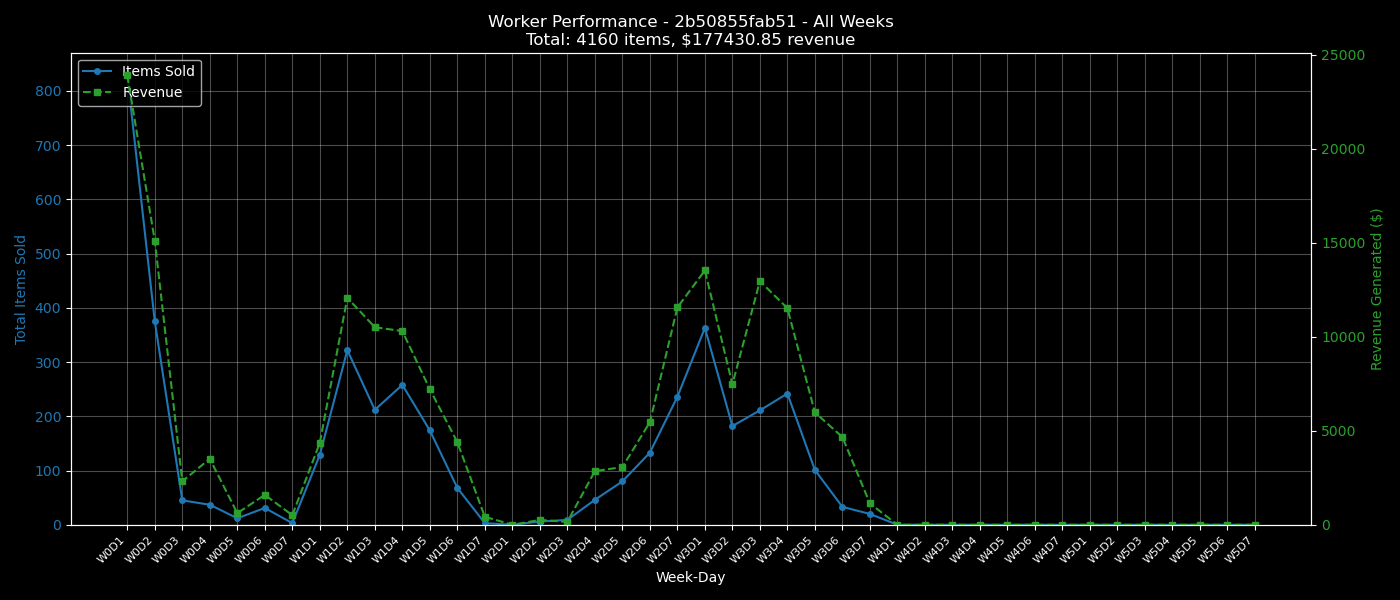 Worker Performance - 2b50855fab51 - All Weeks
Total: 4160 items, $177430.85 revenue
Items Sold
Revenue
Total Items Sold
800
700
600
500
400
300
200
100
0
25000
20000
15000
10000
5000
0
Revenue Generated ($)
W0D1 W0D2 W0D3 W0D4 W0D5 W0D6 W0D7 W1D1 W1D2 W1D3 W1D4 W1D5 W1D6 W1D7 W2D1 W2D2 W2D3 W2D4 W2D5 W2D6 W2D7 W3D1 W3D2 W3D3 W3D4 W3D5 W3D6 W3D7 W4D1 W4D2 W4D3 W4D4 W4D5 W4D6 W4D7 W5D1 W5D2 W5D3 W5D4 W5D5 W5D6 W5D7
Week-Day